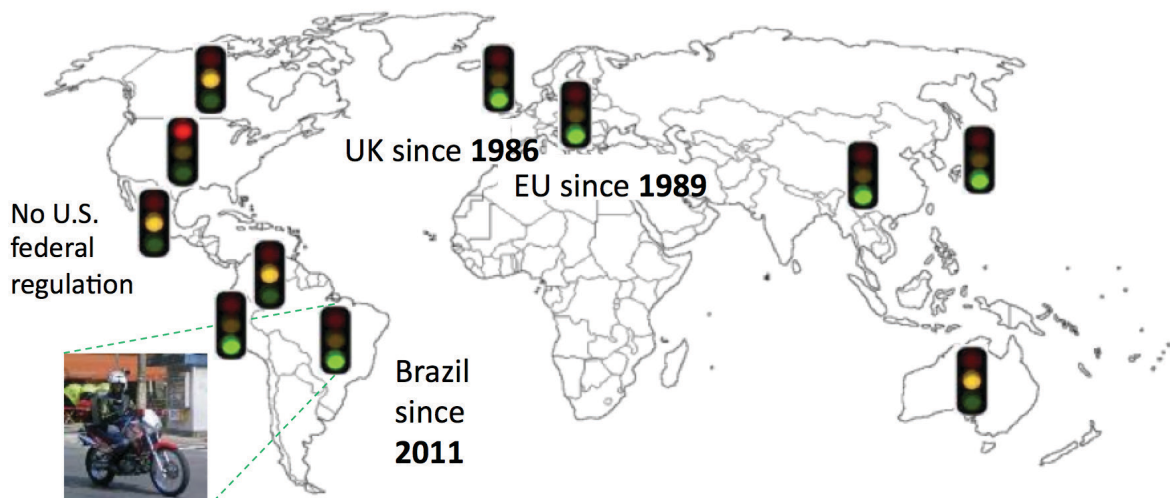 UK since 1986
EU since 1989
No U.S.
federal
regulation
Brazil
since
2011